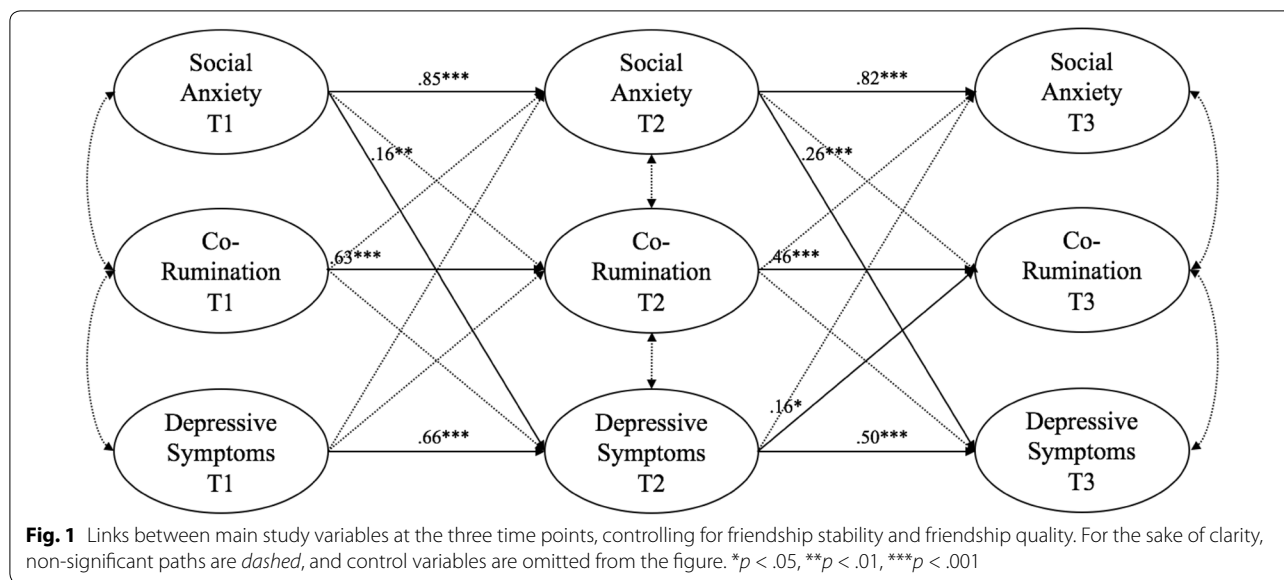 Social
Anxiety
T1
.85***
Social
Anxiety
T2
.82***
Social
Anxiety
T3
.16**
.26***
Co-
Rumination
T1
.63***
Co-
Rumination
T2
.46***
Co-
Rumination
T3
Depressive
Symptoms
T1
.66***
Depressive
Symptoms
T2
.16*
.50***
Depressive
Symptoms
T3
Fig. 1 Links between main study variables at the three time points, controlling for friendship stability and friendship quality. For the sake of clarity,
non-significant paths are dashed, and control variables are omitted from the figure. *p < .05, **p < .01, ***p < .001